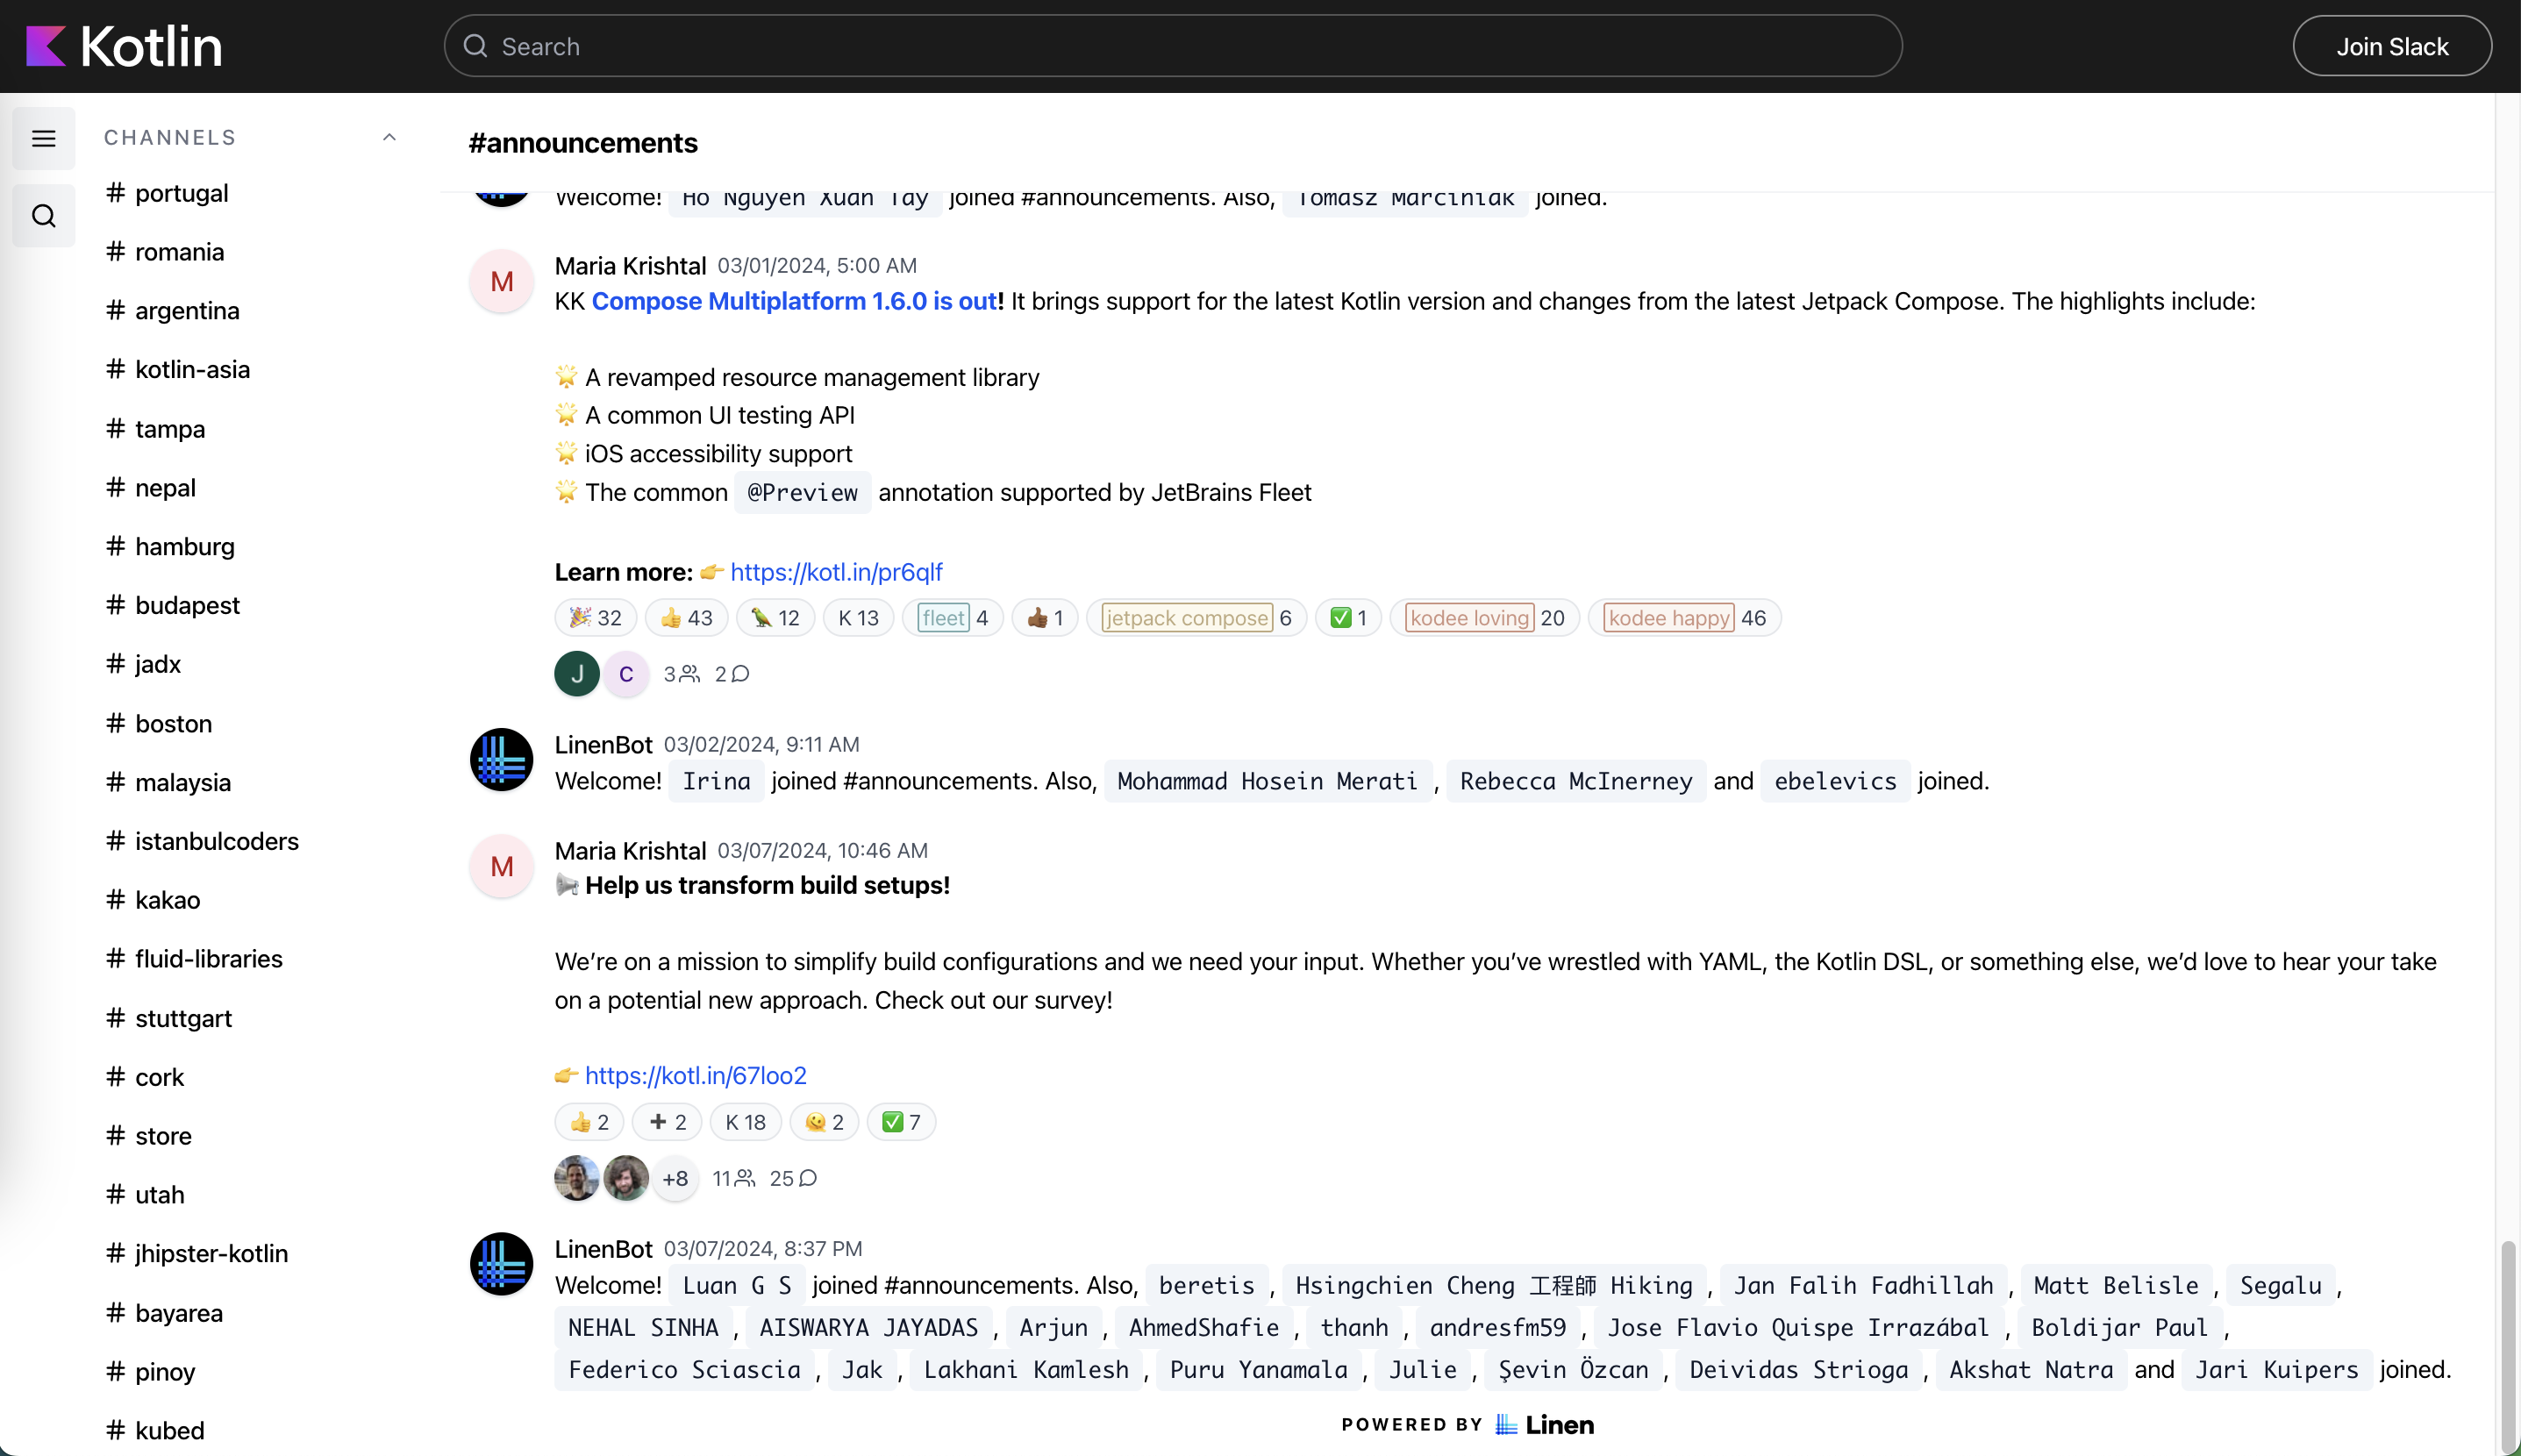 Kotlin
Search
Join Slack
CHANNELS
# portugal
# romania
# argentina
# kotlin-asia
# tampa
# nepal
# hamburg
# budapest
# jadx
# boston
# malaysia
# istanbulcoders
# kakao
# fluid-libraries
# stuttgart
# cork
# store
# utah
# jhipster-kotlin
# bayarea
# pinoy
# kubed
#announcements
Welcome! Ho Nguyen Xuan Tay joined #announcements. Also, Tomasz Marciniak joined.
M
Maria Krishtal 03/01/2024, 5:00 AM
KK Compose Multiplatform 1.6.0 is out! It brings support for the latest Kotlin version and changes from the latest Jetpack Compose. The highlights include:
🌟 A revamped resource management library
🌟 A common UI testing API
🌟 iOS accessibility support
🌟 The common @Preview annotation supported by JetBrains Fleet
Learn more: 👉 https://kotl.in/pr6qlf
🎉 32 👍 43 🦜 12 K 13 fleet 4 👍🏾 1 jetpack compose 6 ✅ 1 kodee loving 20 kodee happy 46
J C 3 2
LinenBot 03/02/2024, 9:11 AM
Welcome! Irina joined #announcements. Also, Mohammad Hosein Merati , Rebecca McInerney and ebelevics joined.
M
Maria Krishtal 03/07/2024, 10:46 AM
📢 Help us transform build setups!
We’re on a mission to simplify build configurations and we need your input. Whether you’ve wrestled with YAML, the Kotlin DSL, or something else, we’d love to hear your take
on a potential new approach. Check out our survey!
👉 https://kotl.in/67loo2
👍 2 ➕ 2 K 18 🫠 2 ✅ 7
+8 11 25
LinenBot 03/07/2024, 8:37 PM
Welcome! Luan G S joined #announcements. Also, beretis , Hsingchien Cheng 工程師 Hiking , Jan Falih Fadhillah , Matt Belisle , Segalu ,
NEHAL SINHA , AISWARYA JAYADAS , Arjun , AhmedShafie , thanh , andresfm59 , Jose Flavio Quispe Irrazábal , Boldijar Paul ,
Federico Sciascia , Jak , Lakhani Kamlesh , Puru Yanamala , Julie , Şevin Özcan , Deividas Strioga , Akshat Natra and Jari Kuipers joined.
POWERED BY Linen